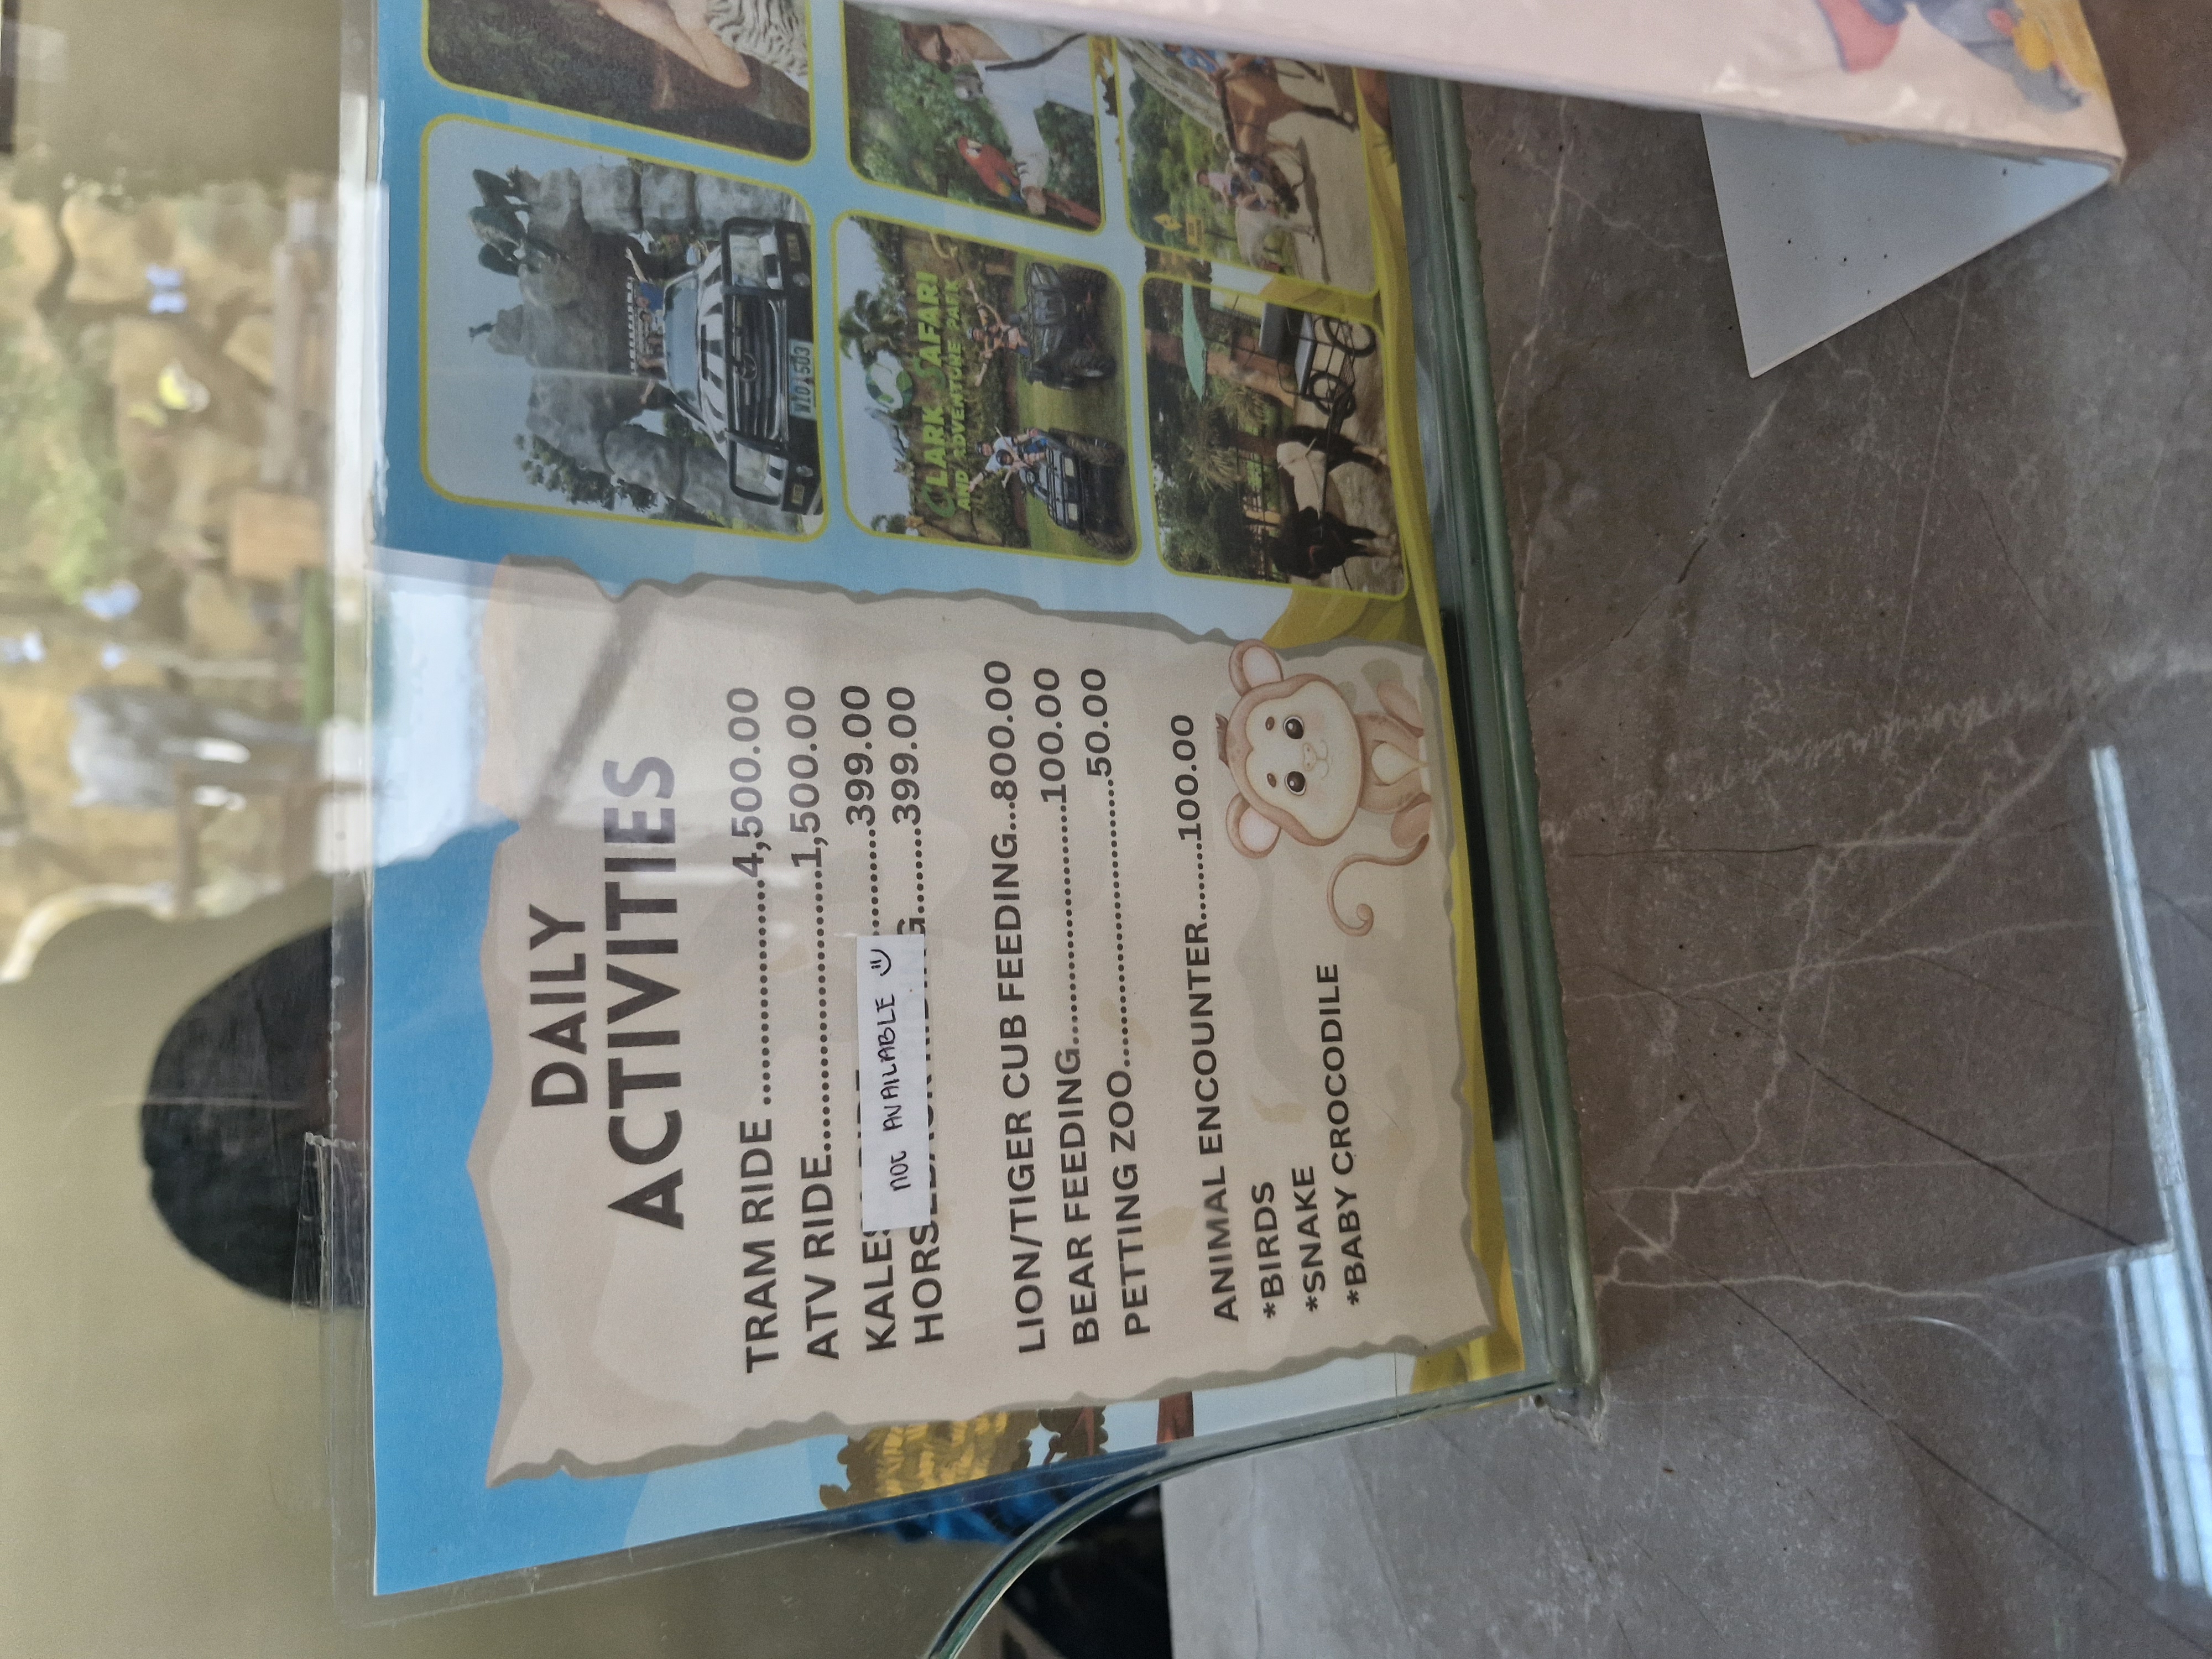 DAILY
ACTIVITIES
TRAM RIDE ....................4,500.00
ATV RIDE.........................1,500.00
..........399.00
.......399.00
not AVAILABLE
LION/TIGER CUB FEEDING...800.00
BEAR FEEDING......................100.00
PETTING ZOO..........................50.00
ANIMAL ENCOUNTER.......100.00
*BIRDS
*SNAKE
*BABY CROCODILE
CLARK SAFARI
AND ADVENTURE PARK